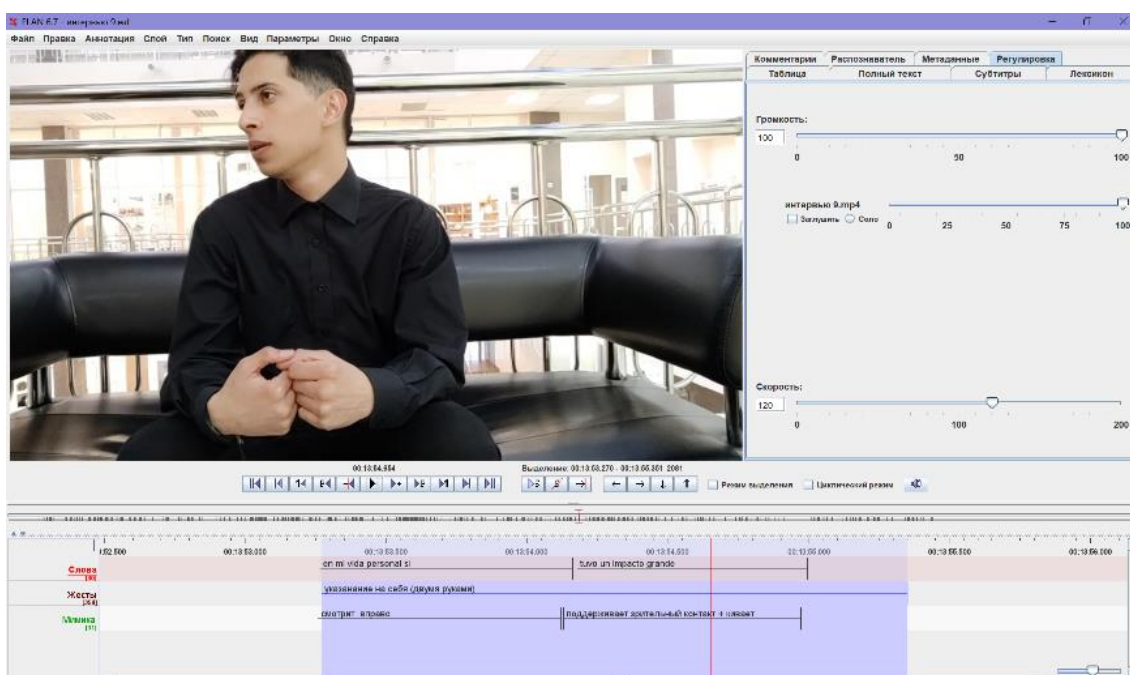 ELAN 6.7 - интервью 9.eaf
Файл Правка Аннотация Слой Тип Поиск Вид Параметры Окно Справка
Комментарии Распознаватель Метаданные Регулировка
Таблица Полный текст Субтитры Лексикон
Громкость:
100
0 50 100
интервью 9.mp4
Заглушить Соло
0 25 50 75 100
Скорость:
120
0 100 200
00:13:54.654
Выделение: 00:13:53.270 - 00:13:55.351 2081
Режим выделения Циклический режим
00:13:53.000 00:13:53.500 00:13:54.000 00:13:54.500 00:13:55.000 00:13:55.500 00:13:56.000
Слова
en mi vida personal si tuvo un impacto grande
Жесты
указание на себя (двумя руками)
Мимика
смотрит вправо поддерживает зрительный контакт + кивает